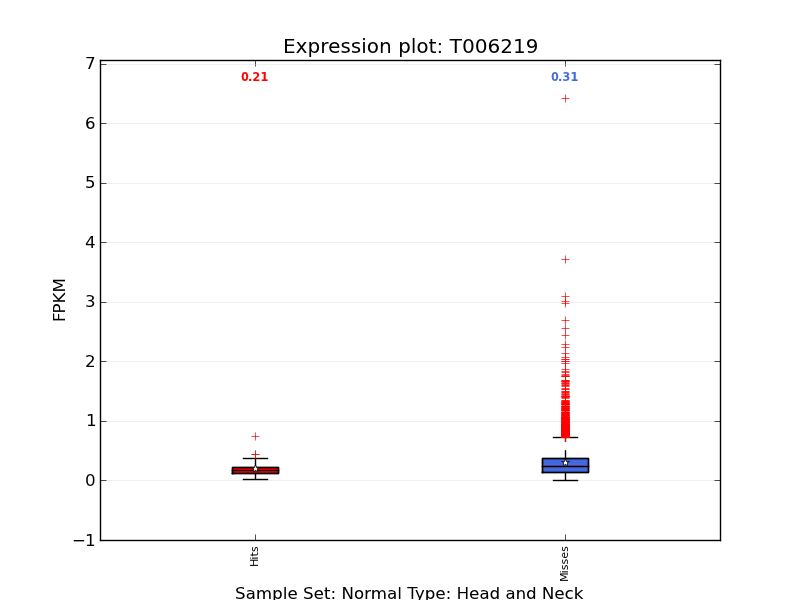 Expression plot: T006219
7
6
5
4
3
2
1
0
−1
FPKM
0.21
0.31
Hits
Misses
Sample Set: Normal Type: Head and Neck